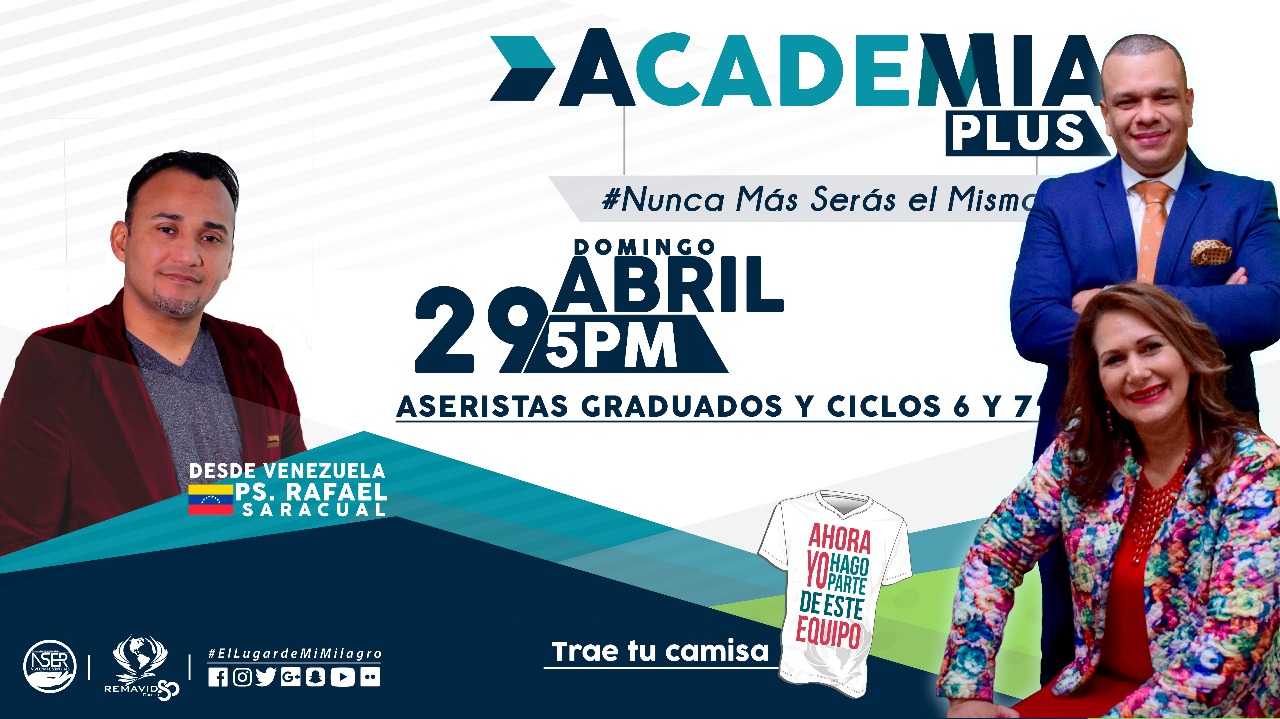 ACADEMIA
PLUS
#Nunca Más Serás el Mismo
DOMINGO
29 ABRIL
5PM
ASERISTAS GRADUADOS Y CICLOS 6 Y 7
DESDE VENEZUELA
PS. RAFAEL
SARACUAL
AHORA
YO HAGO
PARTE
DE ESTE
EQUIPO
Trae tu camisa
#ElLugardeMiMilagro
REMAVID